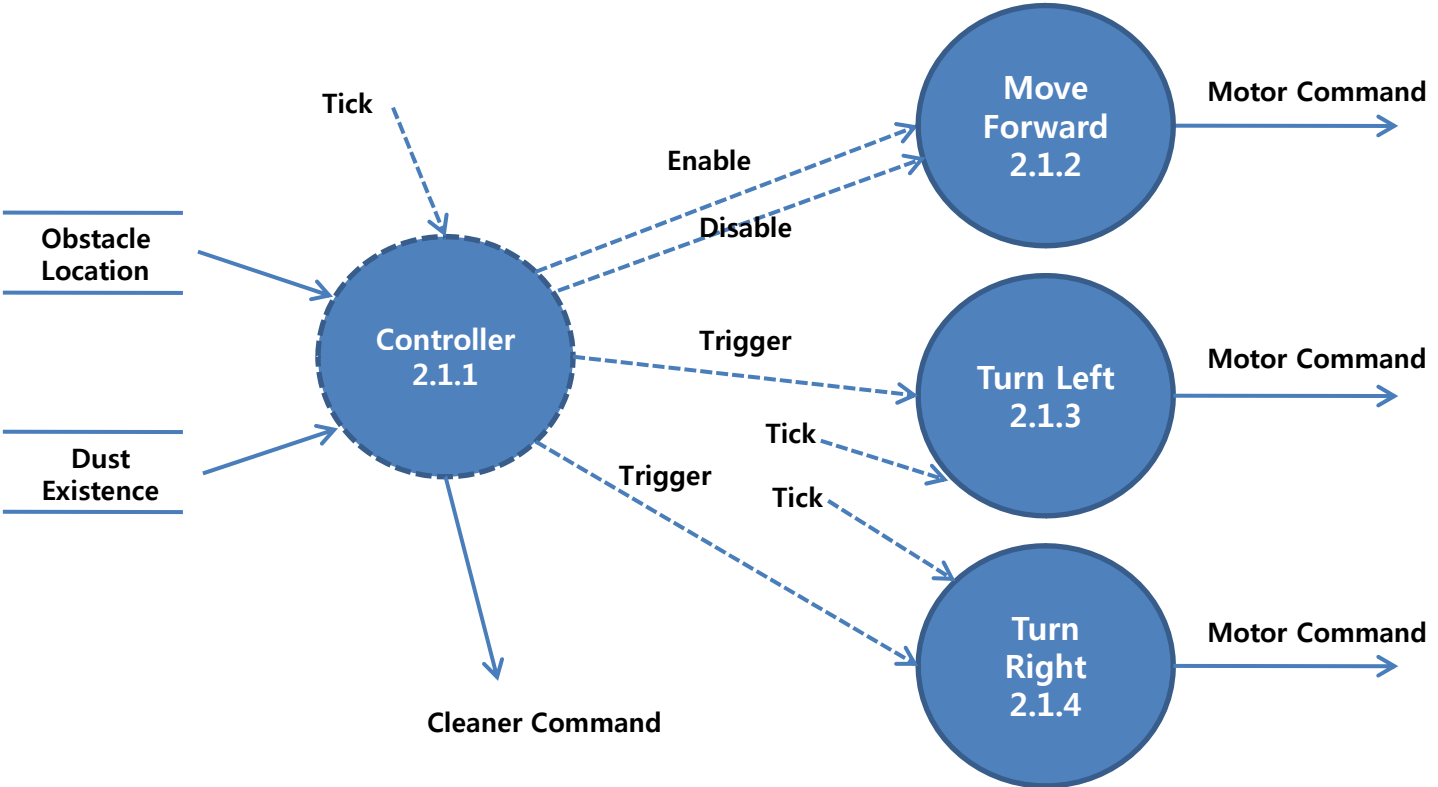 Move
Forward
2.1.2
Motor Command
Tick
Enable
Disable
Obstacle
Location
Controller
2.1.1
Trigger
Turn Left
2.1.3
Motor Command
Tick
Dust
Existence
Trigger
Tick
Turn
Right
2.1.4
Motor Command
Cleaner Command